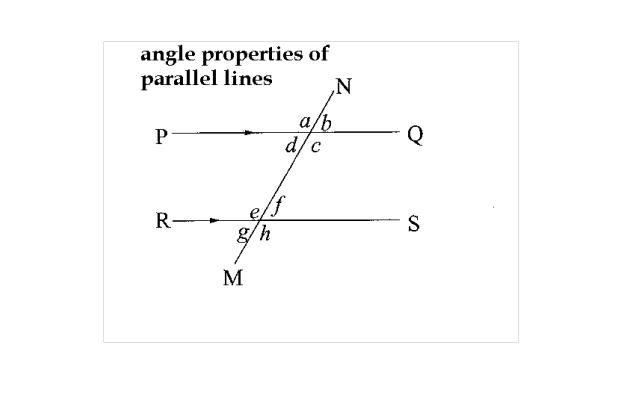 angle properties of
parallel lines
N
a b
P Q
d c
e f
R S
g h
M